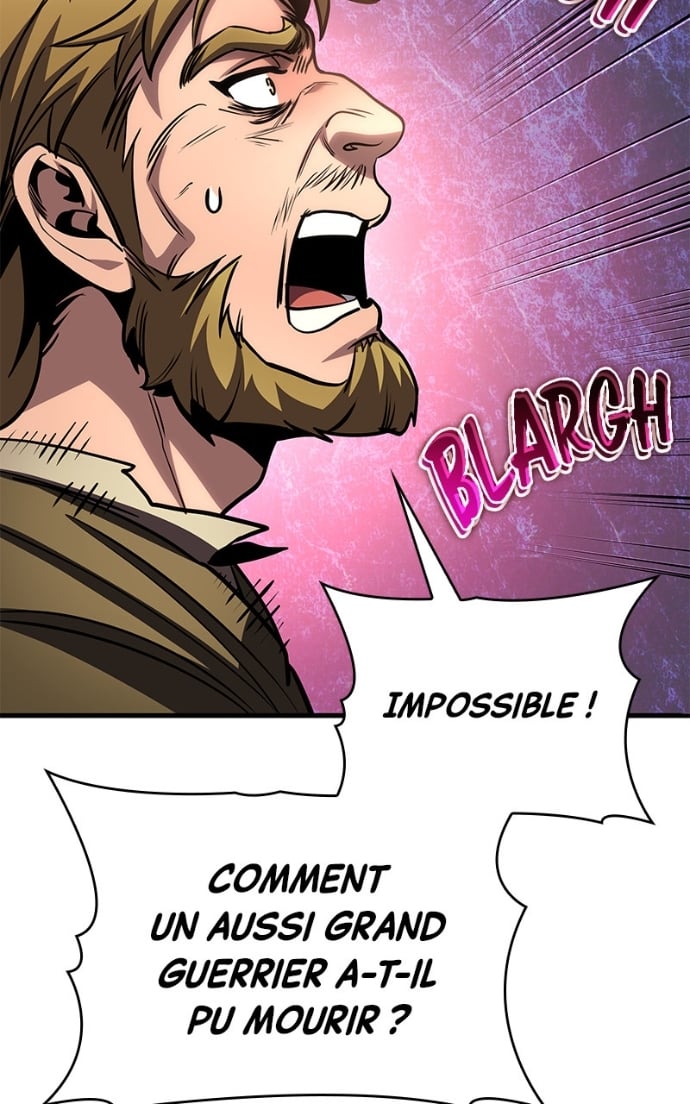 BLARGH
IMPOSSIBLE !
COMMENT
UN AUSSI GRAND
GUERRIER A-T-IL
PU MOURIR ?